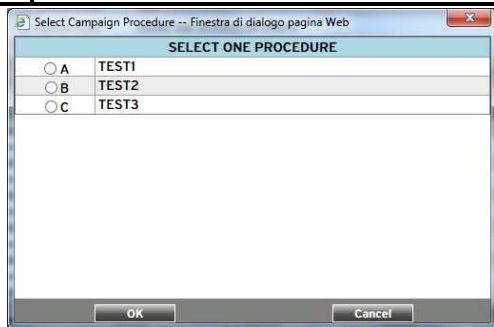 Select Campaign Procedure -- Finestra di dialogo pagina Web
SELECT ONE PROCEDURE
A TEST1
B TEST2
C TEST3
OK Cancel